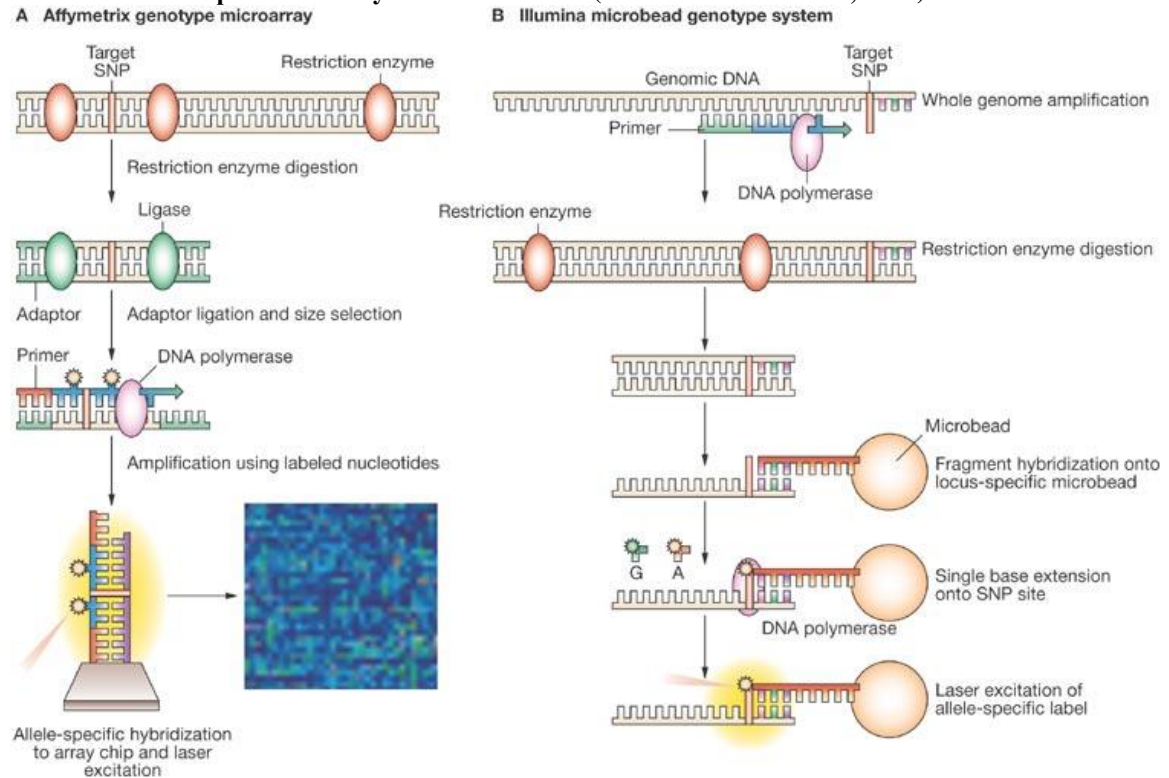 A Affymetrix genotype microarray
Target
SNP
Restriction enzyme
Restriction enzyme digestion
Ligase
Adaptor
Adaptor ligation and size selection
Primer
DNA polymerase
Amplification using labeled nucleotides
Allele-specific hybridization
to array chip and laser
excitation
B Illumina microbead genotype system
Target
SNP
Genomic DNA
Whole genome amplification
Primer
DNA polymerase
Restriction enzyme
Restriction enzyme digestion
Microbead
Fragment hybridization onto
locus-specific microbead
G A
Single base extension
onto SNP site
DNA polymerase
Laser excitation of
allele-specific label